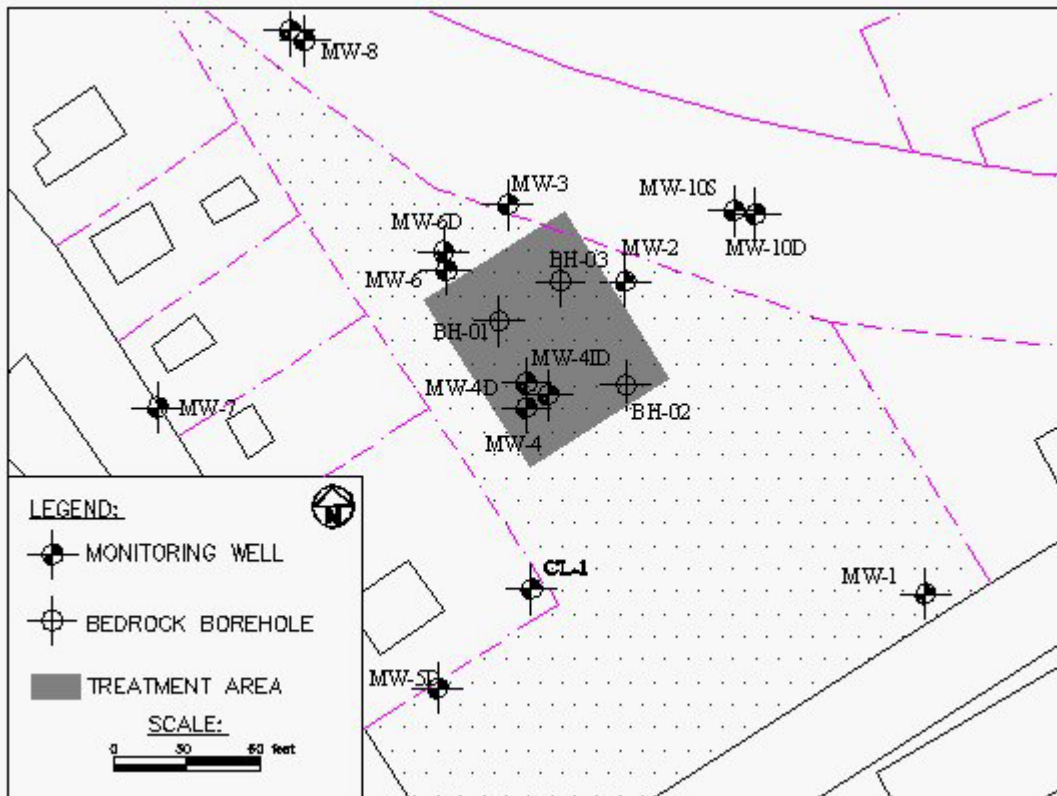 MW-8
MW-3
MW-10S
MW-6D
MW-2
MW-10D
BH-03
MW-6
BH-01
MW-4ID
MW-4D
MW-7
BH-02
MW-4
LEGEND:
N
MONITORING WELL
CL-1
MW-1
BEDROCK BOREHOLE
MW-5D
TREATMENT AREA
SCALE:
0 30 60 feet